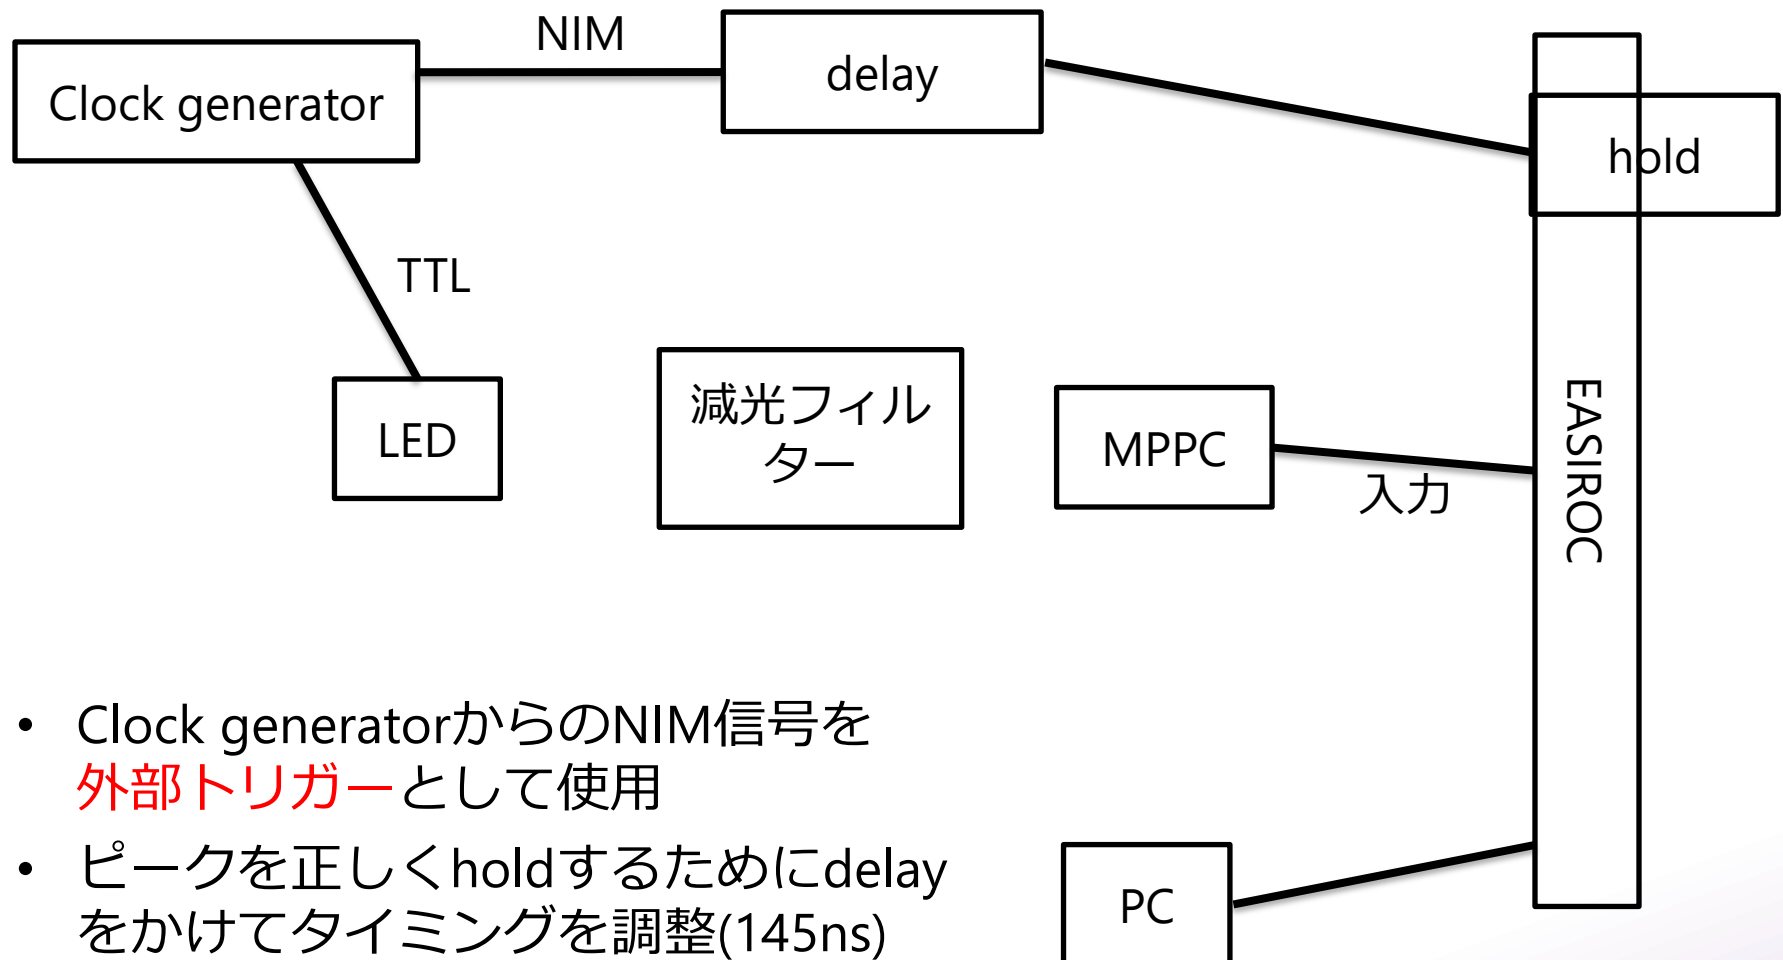 NIM
Clock generator
delay
hold
TTL
LED
減光フィル
ター
MPPC
入力
EASIROC
• Clock generatorからのNIM信号を
外部トリガーとして使用
• ピークを正しくholdするためにdelay
をかけてタイミングを調整(145ns)
PC